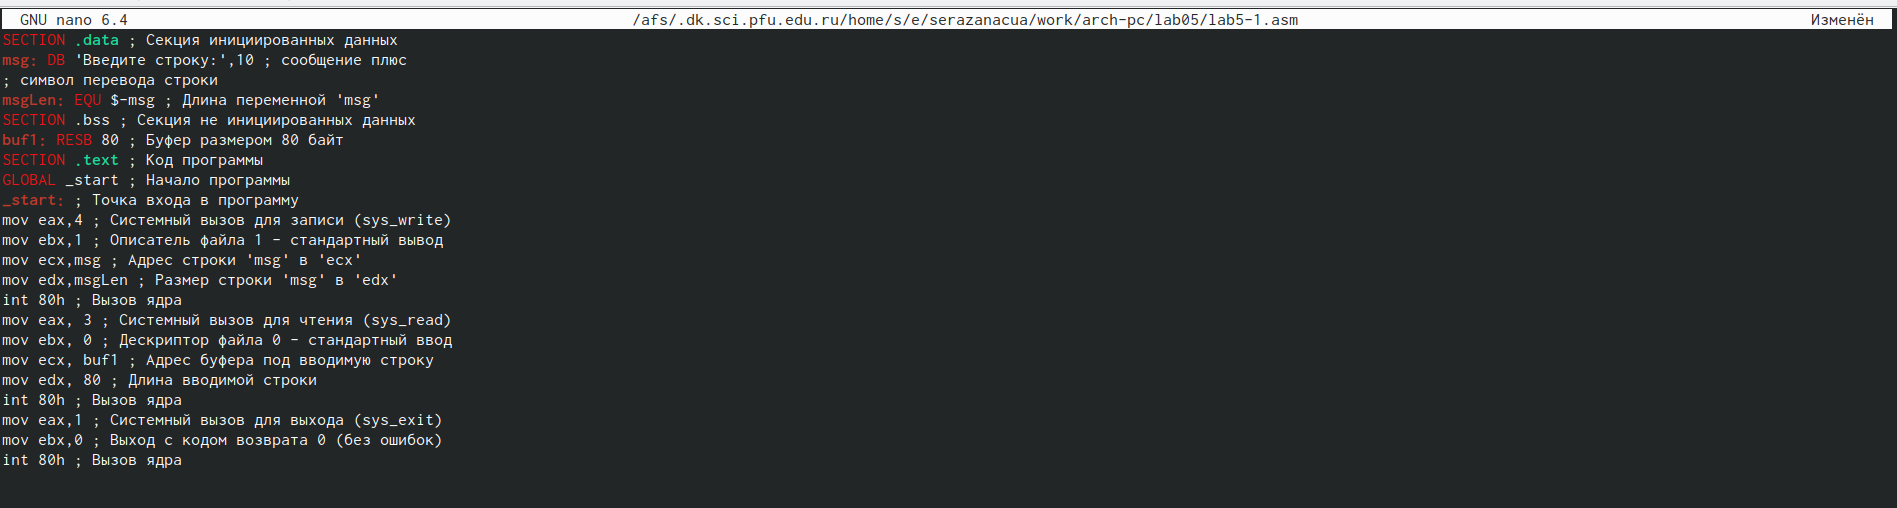 GNU nano 6.4 /afs/.dk.sci.pfu.edu.ru/home/s/e/serazanacua/work/arch-pc/lab05/lab5-1.asm Изменён
SECTION .data ; Секция инициированных данных
msg: DB 'Введите строку:',10 ; сообщение плюс
; символ перевода строки
msgLen: EQU $-msg ; Длина переменной 'msg'
SECTION .bss ; Секция не инициированных данных
buf1: RESB 80 ; Буфер размером 80 байт
SECTION .text ; Код программы
GLOBAL _start ; Начало программы
_start: ; Точка входа в программу
mov eax,4 ; Системный вызов для записи (sys_write)
mov ebx,1 ; Описатель файла 1 - стандартный вывод
mov ecx,msg ; Адрес строки 'msg' в 'ecx'
mov edx,msgLen ; Размер строки 'msg' в 'edx'
int 80h ; Вызов ядра
mov eax, 3 ; Системный вызов для чтения (sys_read)
mov ebx, 0 ; Дескриптор файла 0 - стандартный ввод
mov ecx, buf1 ; Адрес буфера под вводимую строку
mov edx, 80 ; Длина вводимой строки
int 80h ; Вызов ядра
mov eax,1 ; Системный вызов для выхода (sys_exit)
mov ebx,0 ; Выход с кодом возврата 0 (без ошибок)
int 80h ; Вызов ядра